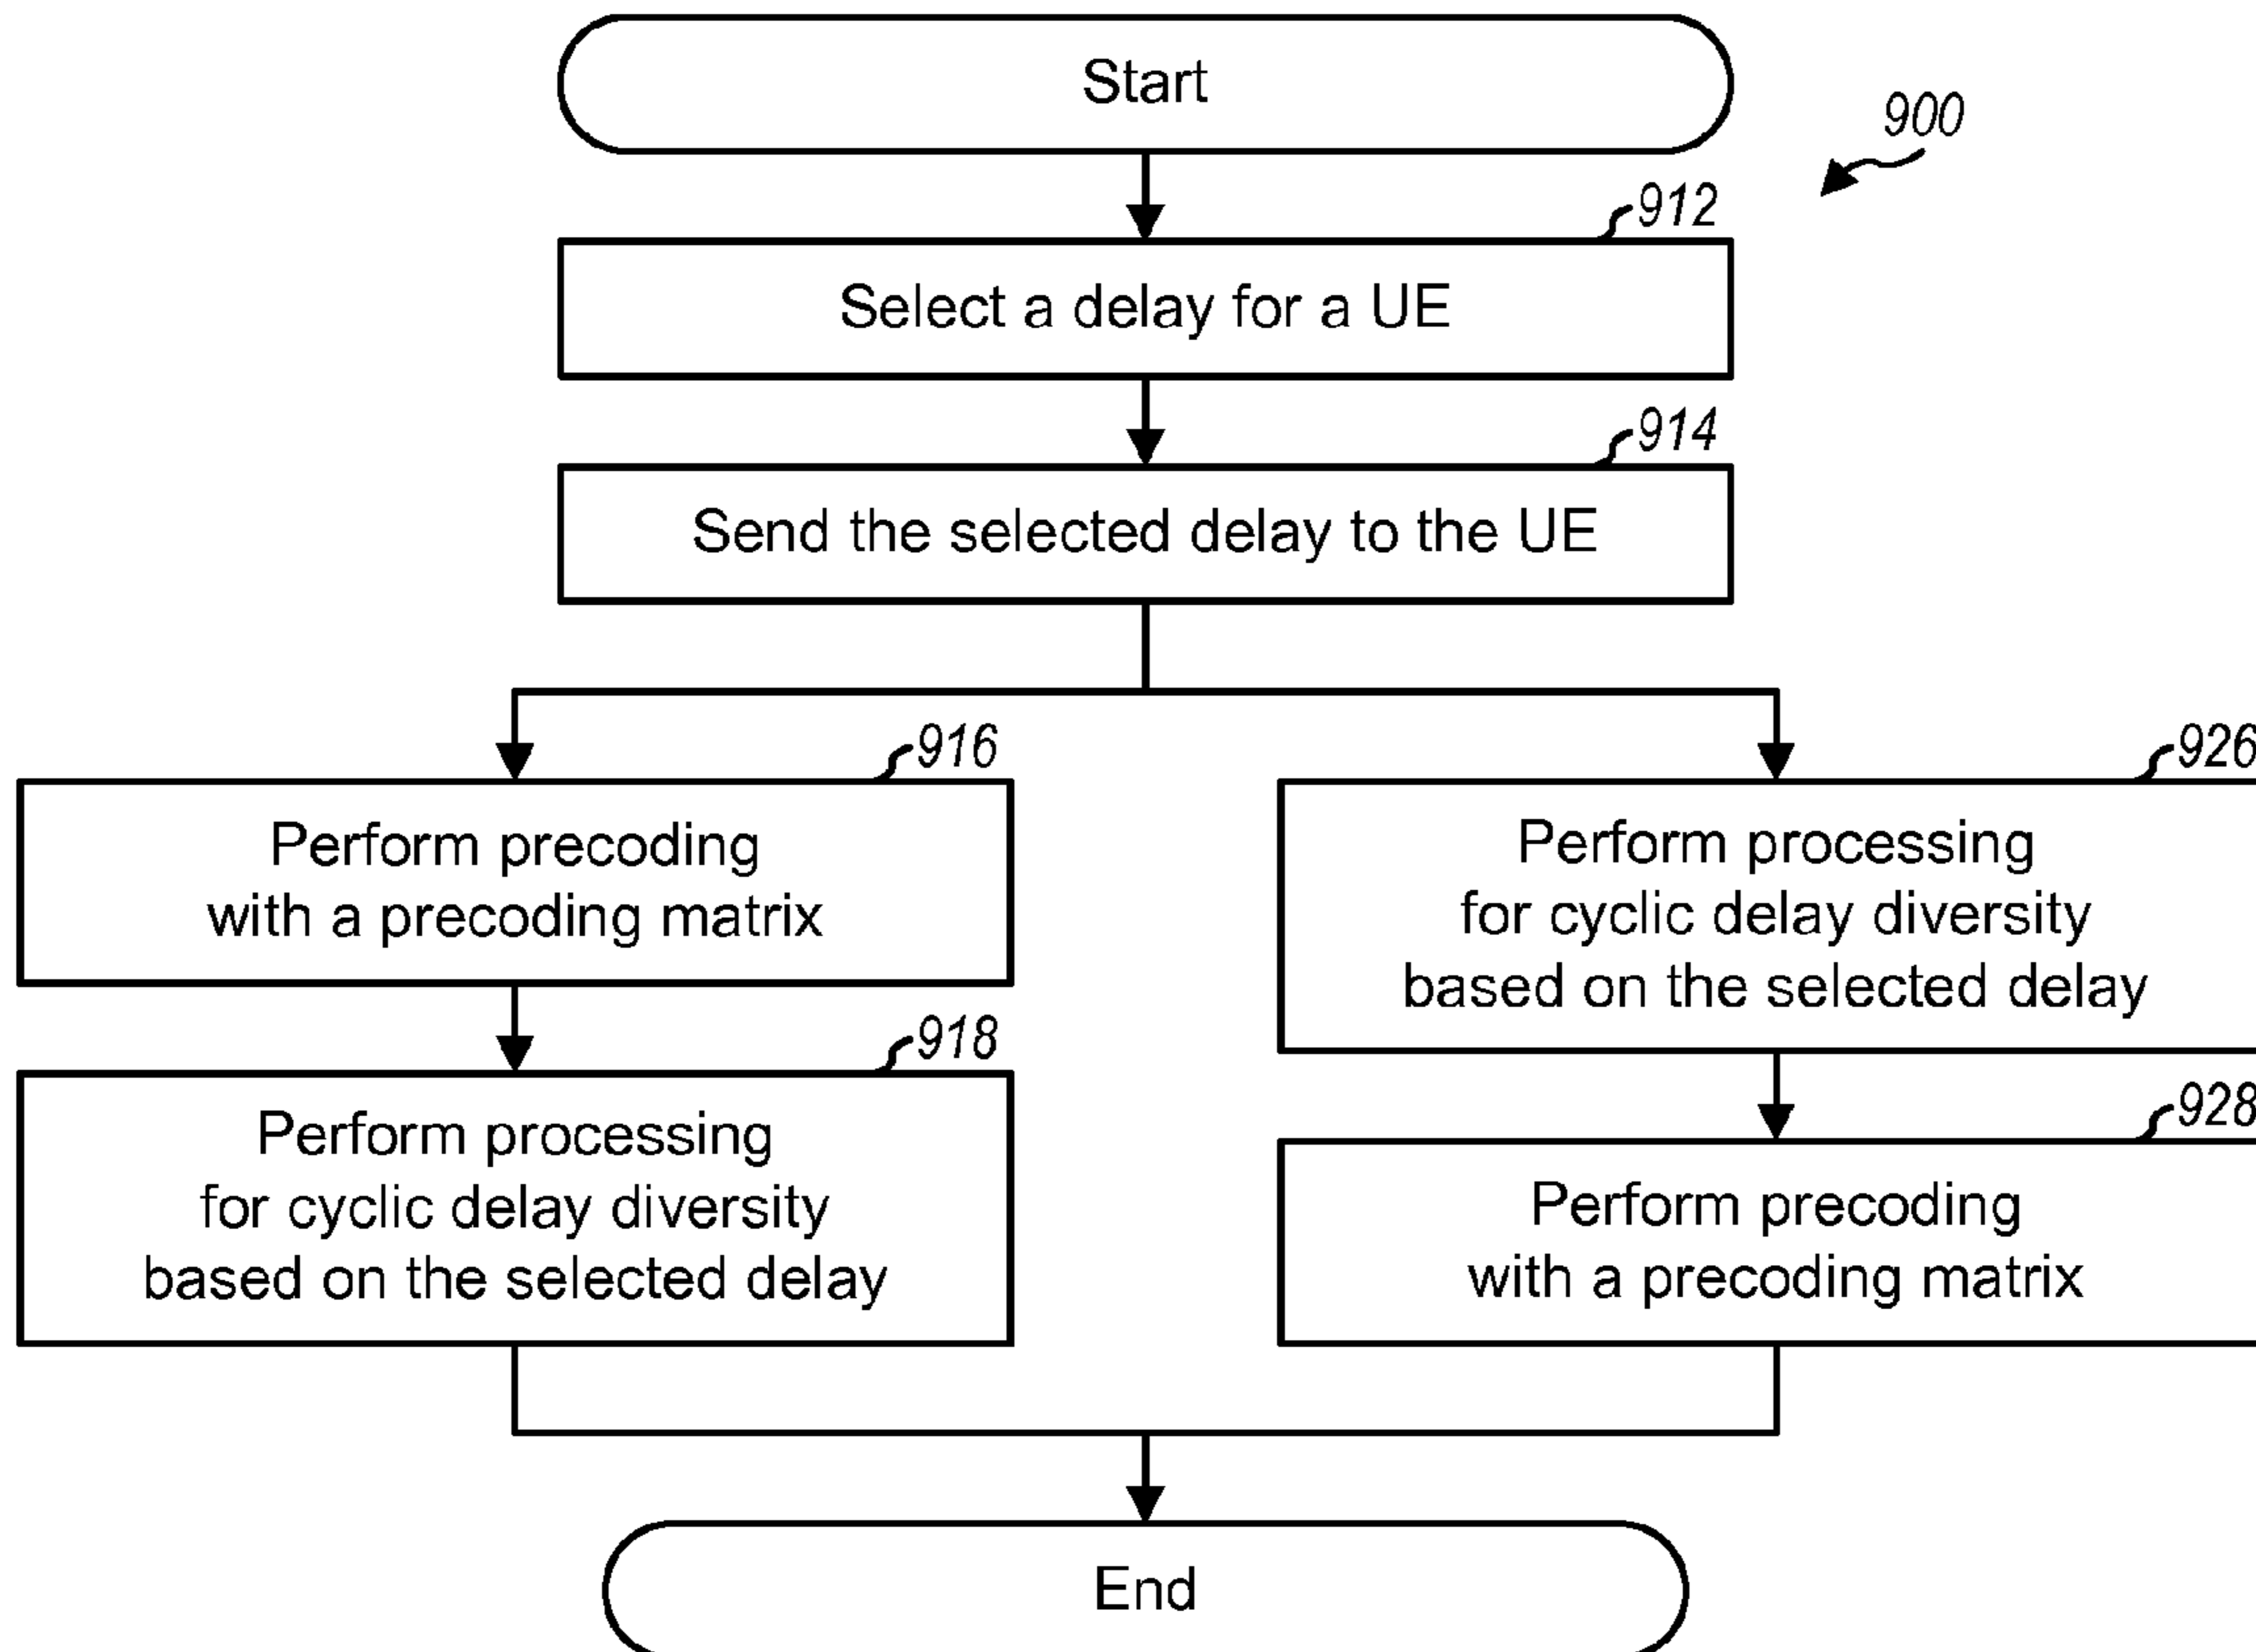 Start
900
912
Select a delay for a UE
914
Send the selected delay to the UE
916
Perform precoding
with a precoding matrix
918
Perform processing
for cyclic delay diversity
based on the selected delay
926
Perform processing
for cyclic delay diversity
based on the selected delay
928
Perform precoding
with a precoding matrix
End